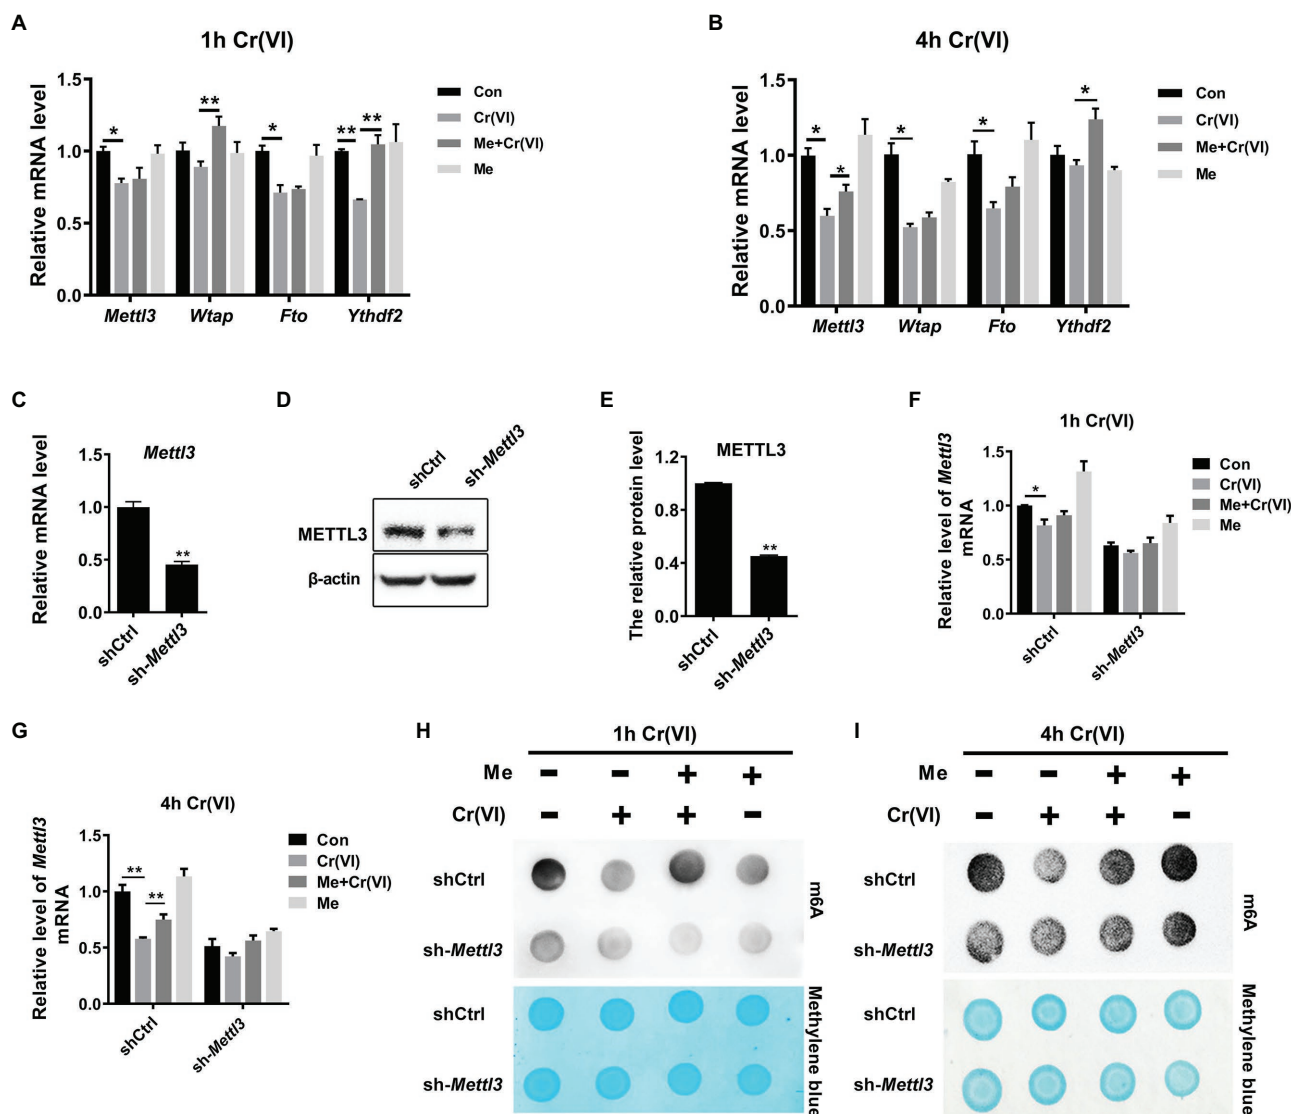 A
1h Cr(VI)
Relative mRNA level
1.5
1.0
0.5
0.0
* ** * ** **
Mettl3 Wtap Fto Ythdf2
Con
Cr(VI)
Me+Cr(VI)
Me
B
4h Cr(VI)
Relative mRNA level
1.5
1.0
0.5
0.0
* * * * *
Mettl3 Wtap Fto Ythdf2
Con
Cr(VI)
Me+Cr(VI)
Me
C
Mettl3
Relative mRNA level
1.5
1.0
0.5
0.0
**
shCtrl
sh-Mettl3
D
shCtrl
sh-Mettl3
METTL3
β-actin
E
METTL3
The relative protein level
1.2
0.8
0.4
0.0
**
shCtrl
sh-Mettl3
F
1h Cr(VI)
Relative level of Mettl3
mRNA
1.5
1.0
0.5
0.0
*
shCtrl
sh-Mettl3
Con
Cr(VI)
Me+Cr(VI)
Me
G
4h Cr(VI)
Relative level of Mettl3
mRNA
1.5
1.0
0.5
0.0
** **
shCtrl
sh-Mettl3
Con
Cr(VI)
Me+Cr(VI)
Me
H
1h Cr(VI)
Me - - + +
Cr(VI) - + + -
shCtrl
sh-Mettl3
m6A
shCtrl
sh-Mettl3
Methylene blue
I
4h Cr(VI)
Me - - + +
Cr(VI) - + + -
shCtrl
sh-Mettl3
m6A
shCtrl
sh-Mettl3
Methylene blue